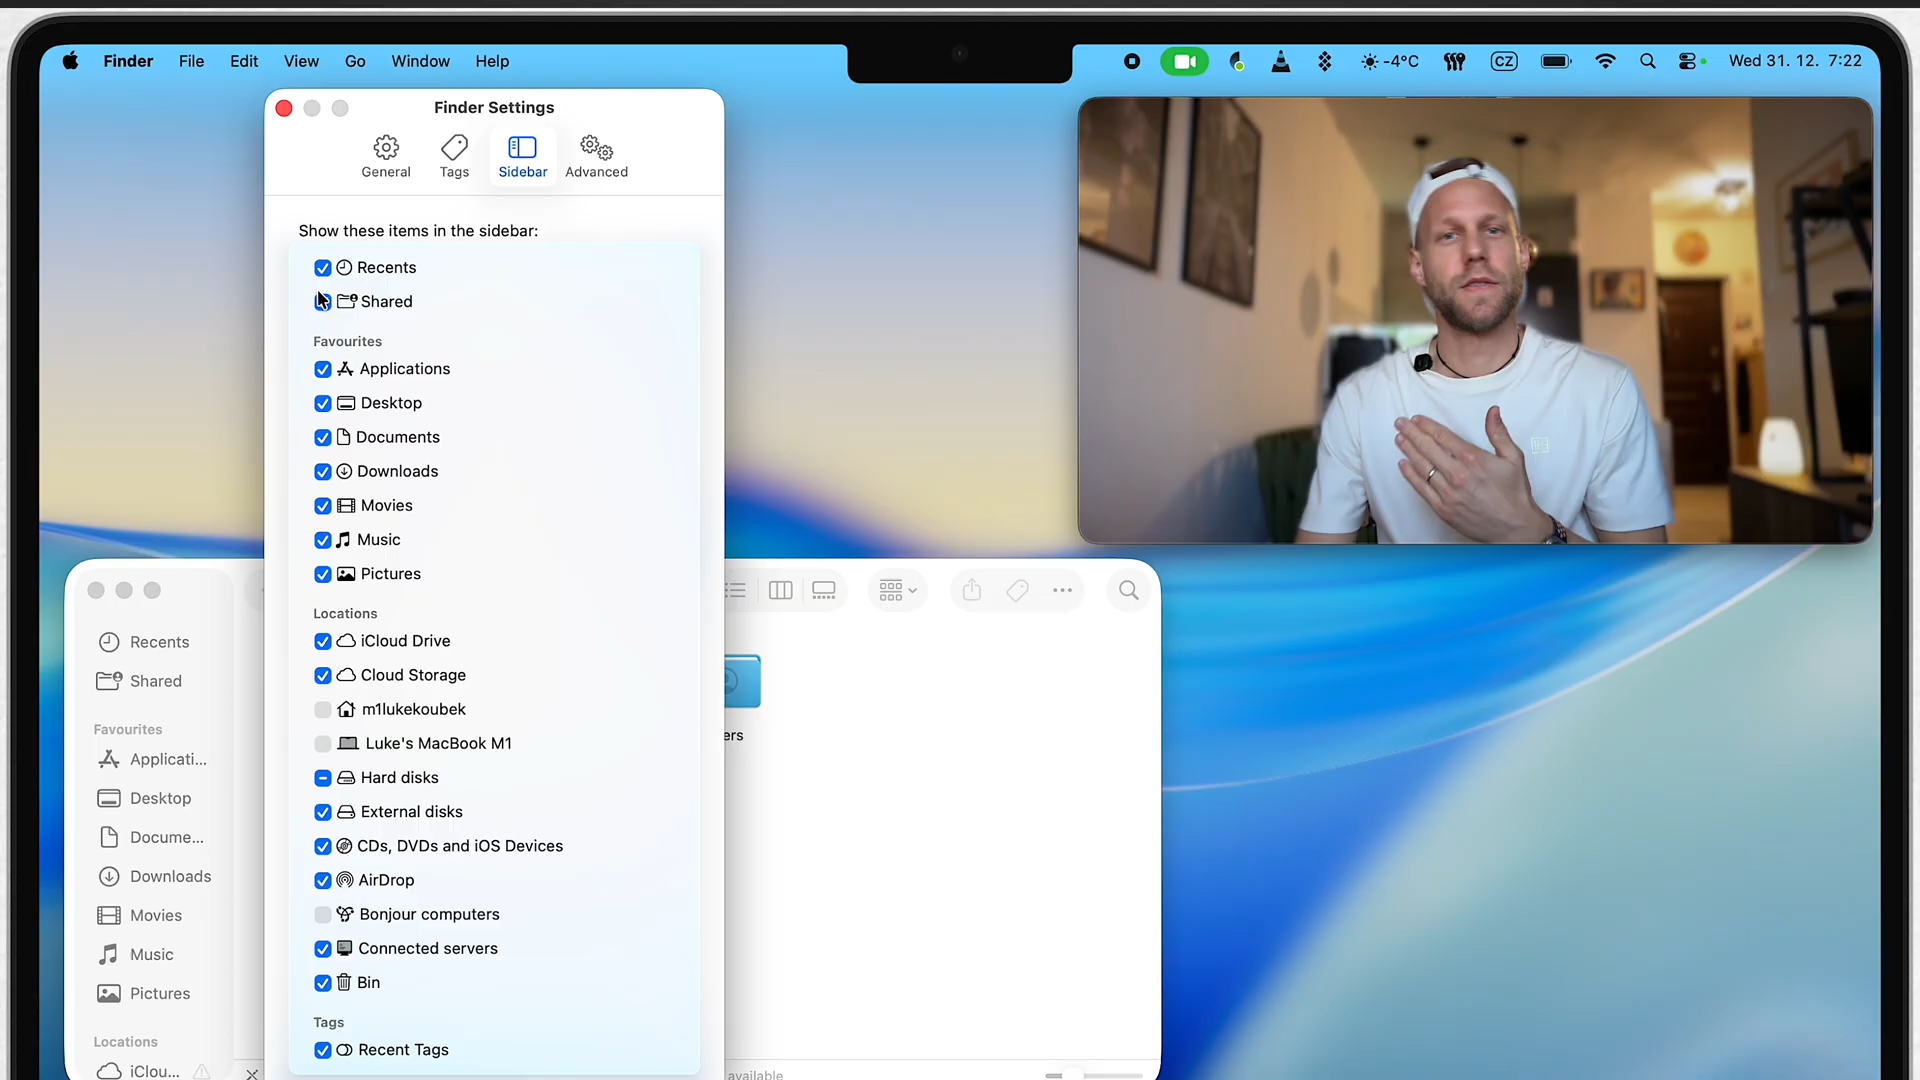 Finder File Edit View Go Window Help
-4°C CZ Wed 31. 12. 7:22
Finder Settings
General Tags Sidebar Advanced
Show these items in the sidebar:
Recents
Shared
Favourites
Applications
Desktop
Documents
Downloads
Movies
Music
Pictures
Locations
iCloud Drive
Cloud Storage
m1lukekoubek
Luke's MacBook M1
Hard disks
External disks
CDs, DVDs and iOS Devices
AirDrop
Bonjour computers
Connected servers
Bin
Tags
Recent Tags
Recents
Shared
Favourites
Applicati...
Desktop
Docume...
Downloads
Movies
Music
Pictures
Locations
iClou...
ers
available